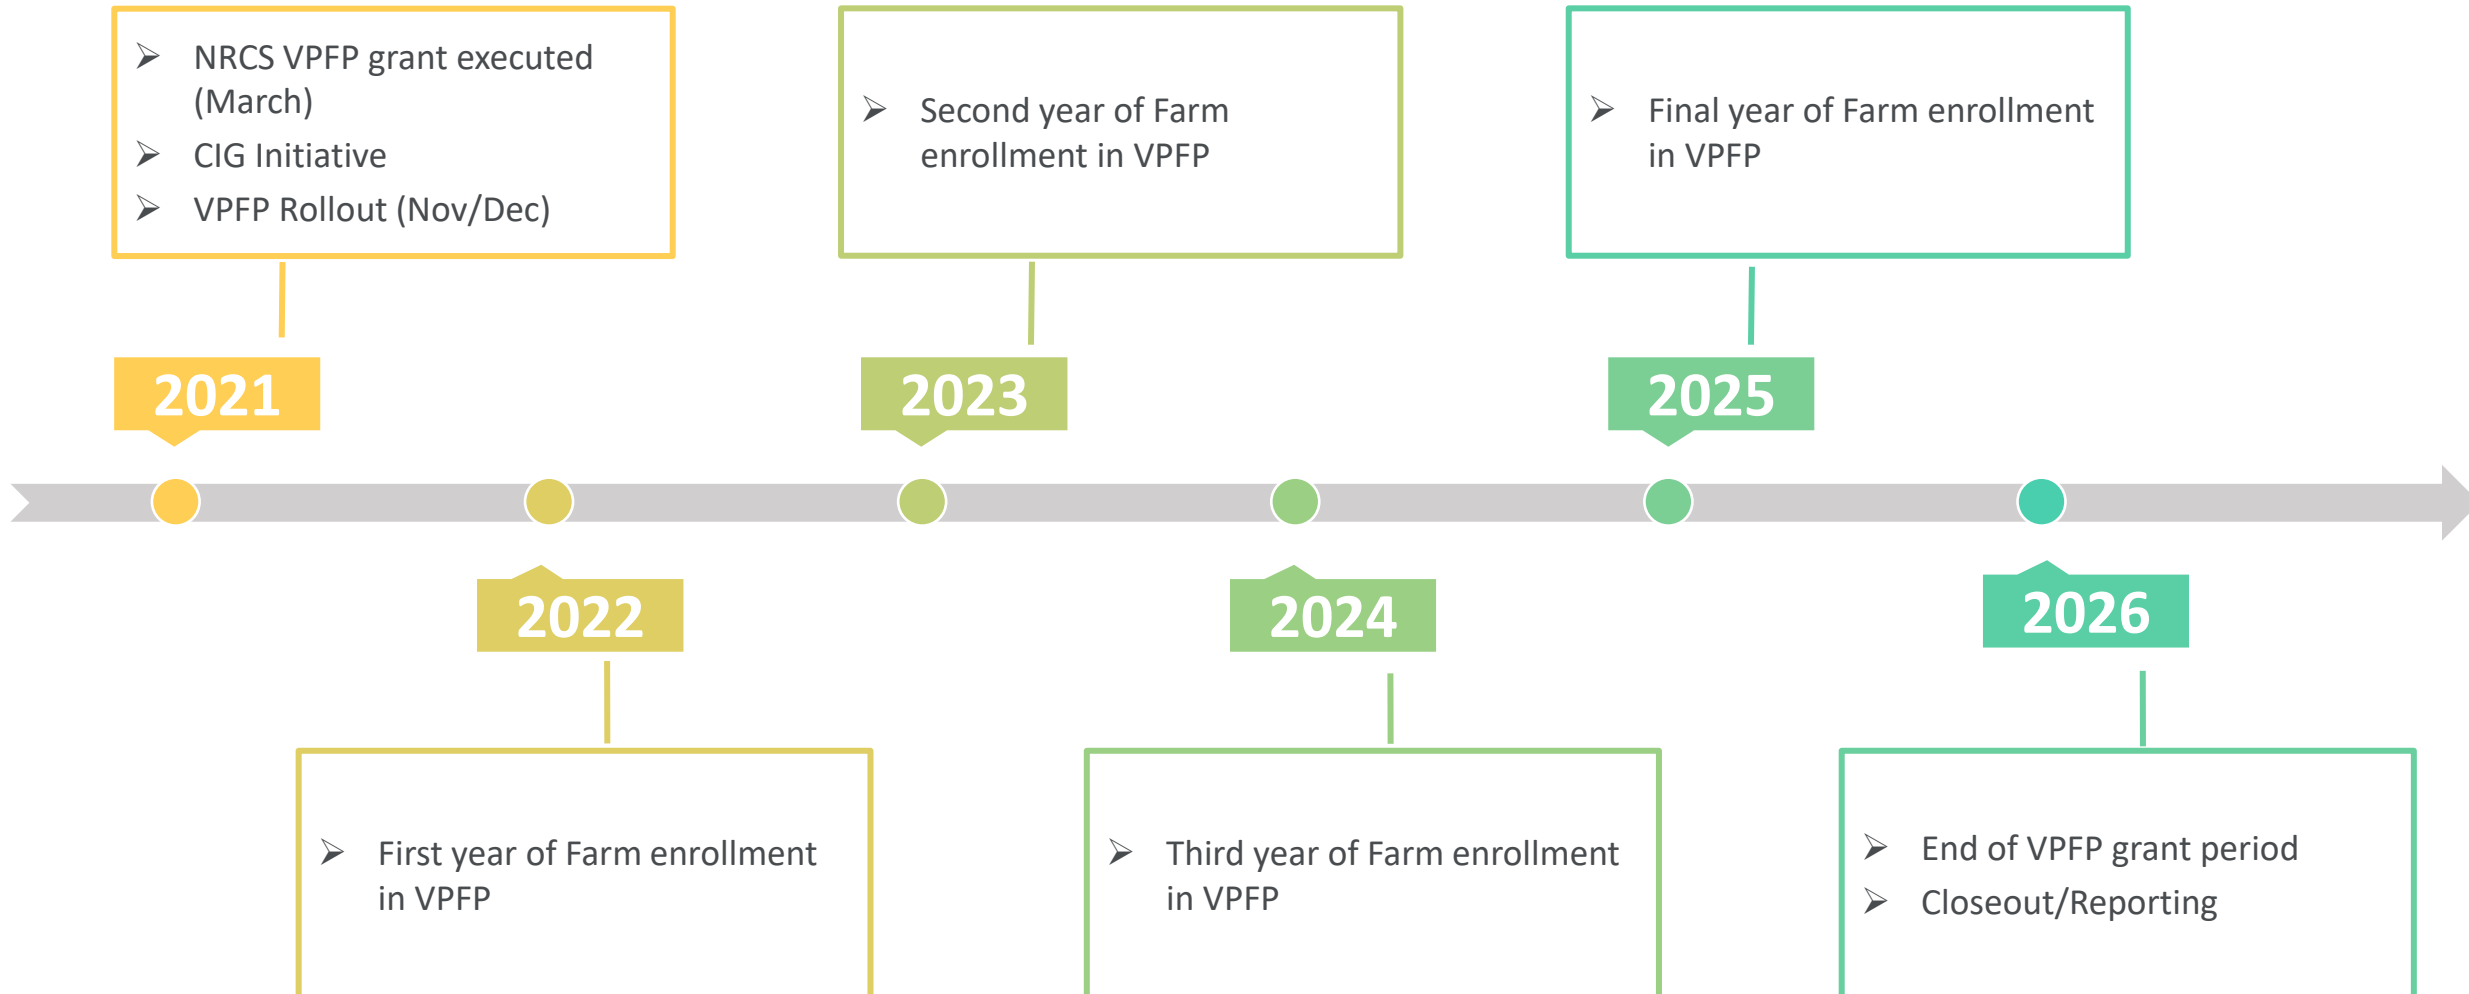 ➢ NRCS VPFP grant executed
(March)
➢ CIG Initiative
➢ VPFP Rollout (Nov/Dec)
2021
➢ First year of Farm enrollment
in VPFP
2022
➢ Second year of Farm
enrollment in VPFP
2023
➢ Third year of Farm enrollment
in VPFP
2024
➢ Final year of Farm enrollment
in VPFP
2025
➢ End of VPFP grant period
➢ Closeout/Reporting
2026